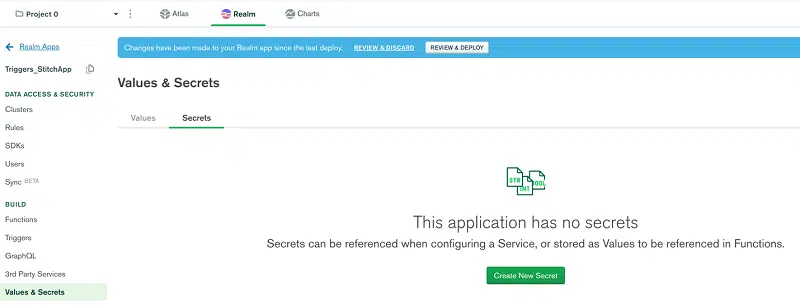 Project 0
Atlas
Realm
Charts
Realm Apps
Triggers_StitchApp
DATA ACCESS & SECURITY
Clusters
Rules
SDKs
Users
Sync BETA
BUILD
Functions
Triggers
GraphQL
3rd Party Services
Values & Secrets
Changes have been made to your Realm app since the last deploy. REVIEW & DISCARD REVIEW & DEPLOY
Values & Secrets
Values Secrets
STR INT BOOL
This application has no secrets
Secrets can be referenced when configuring a Service, or stored as Values to be referenced in Functions.
Create New Secret